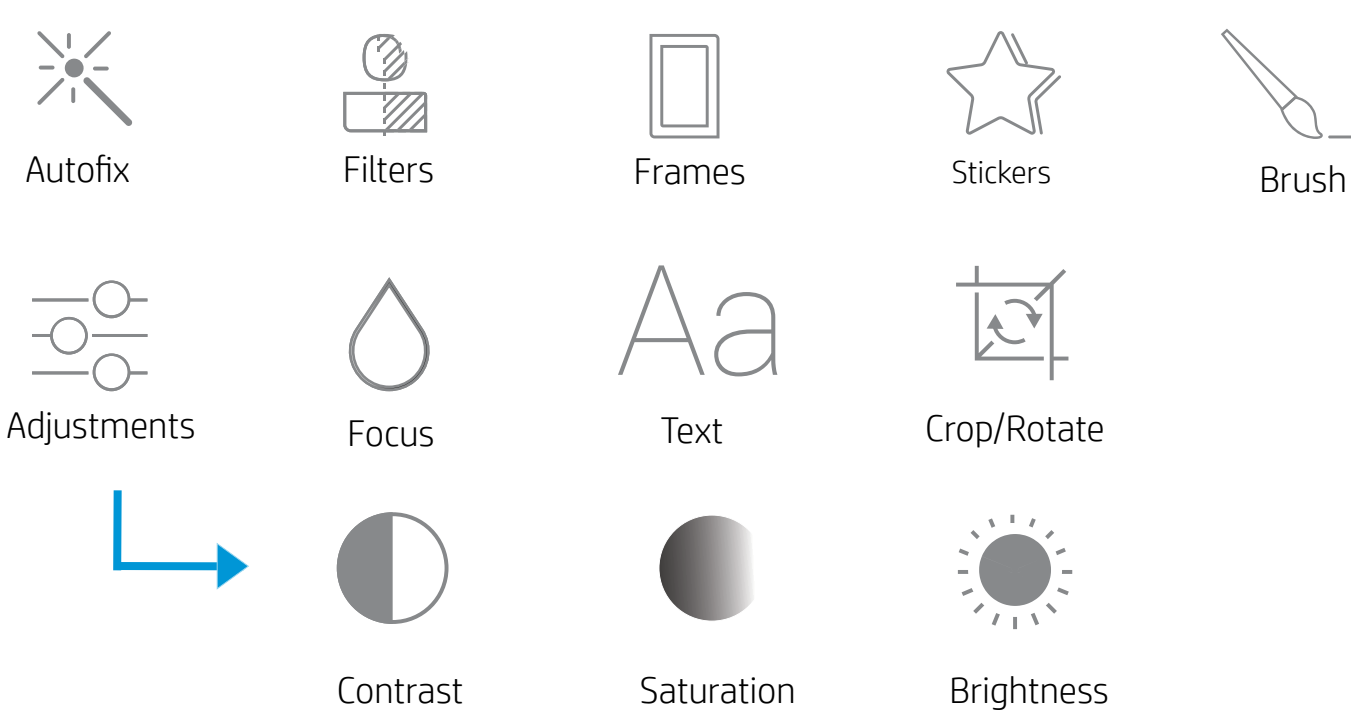 Autofix
Filters
Frames
Stickers
Brush
Adjustments
Focus
Aa
Text
Crop/Rotate
Contrast
Saturation
Brightness